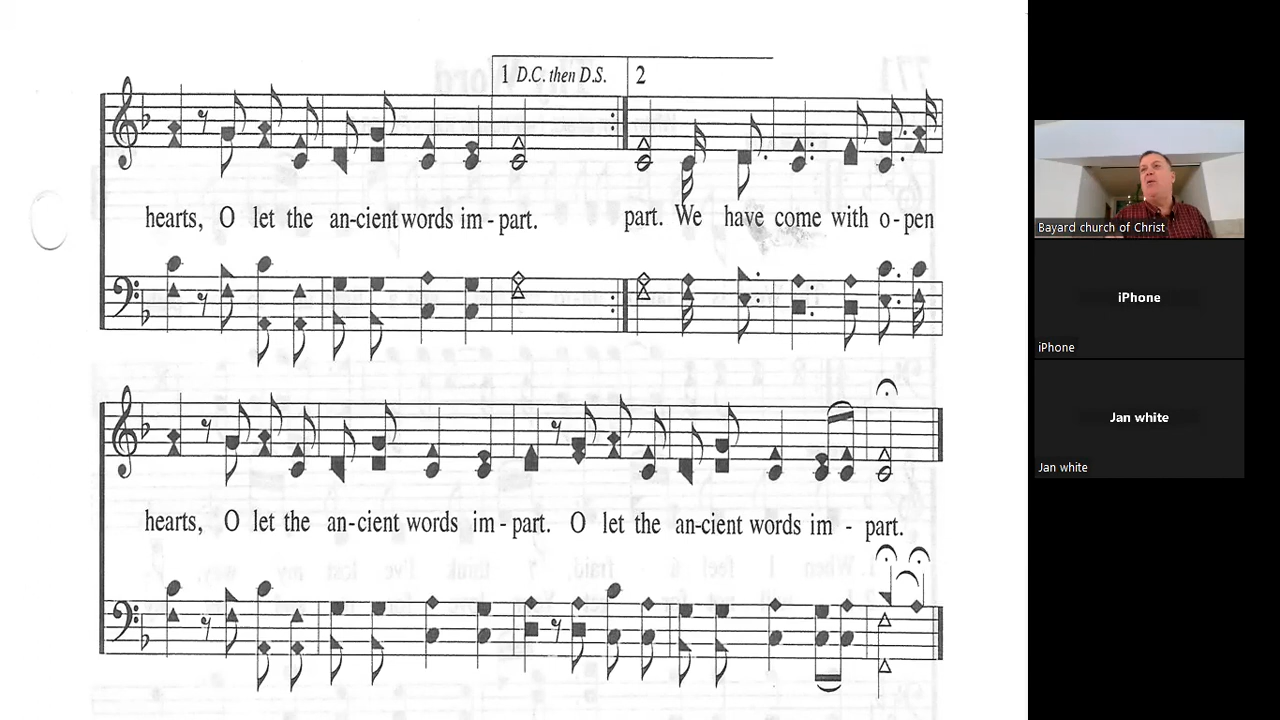 1 D.C. then D.S. 2
hearts, O let the an-cient words im-part. part. We have come with o-pen
hearts, O let the an-cient words im-part. O let the an-cient words im - part.
Bayard church of Christ
iPhone
iPhone
Jan white
Jan white